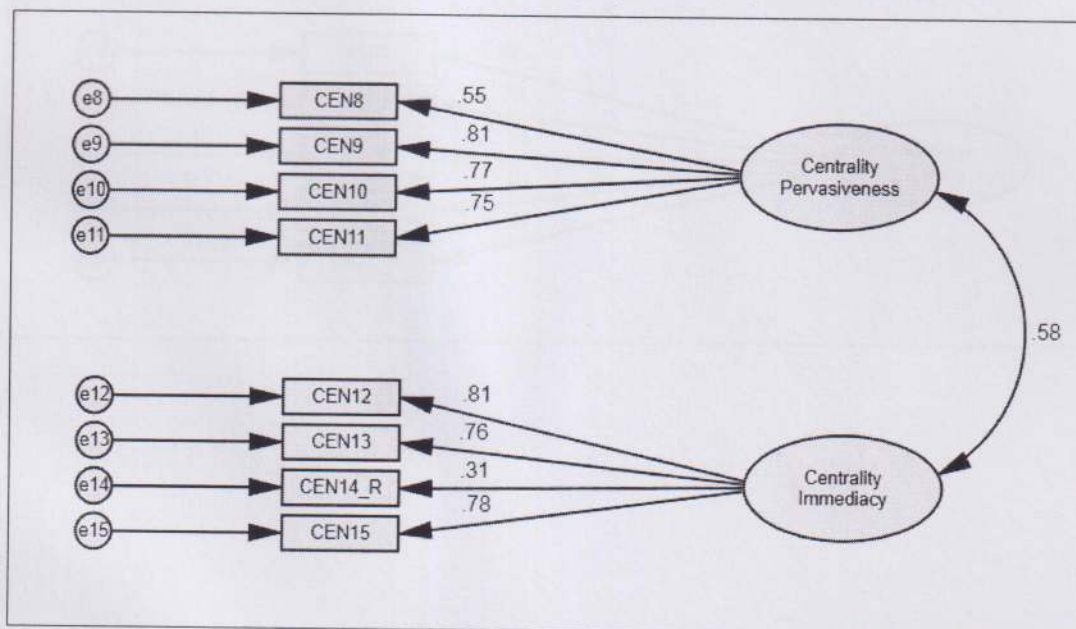 e8
CEN8
.55
e9
CEN9
.81
e10
CEN10
.77
e11
CEN11
.75
Centrality
Pervasiveness
.58
e12
CEN12
.81
e13
CEN13
.76
e14
CEN14_R
.31
e15
CEN15
.78
Centrality
Immediacy